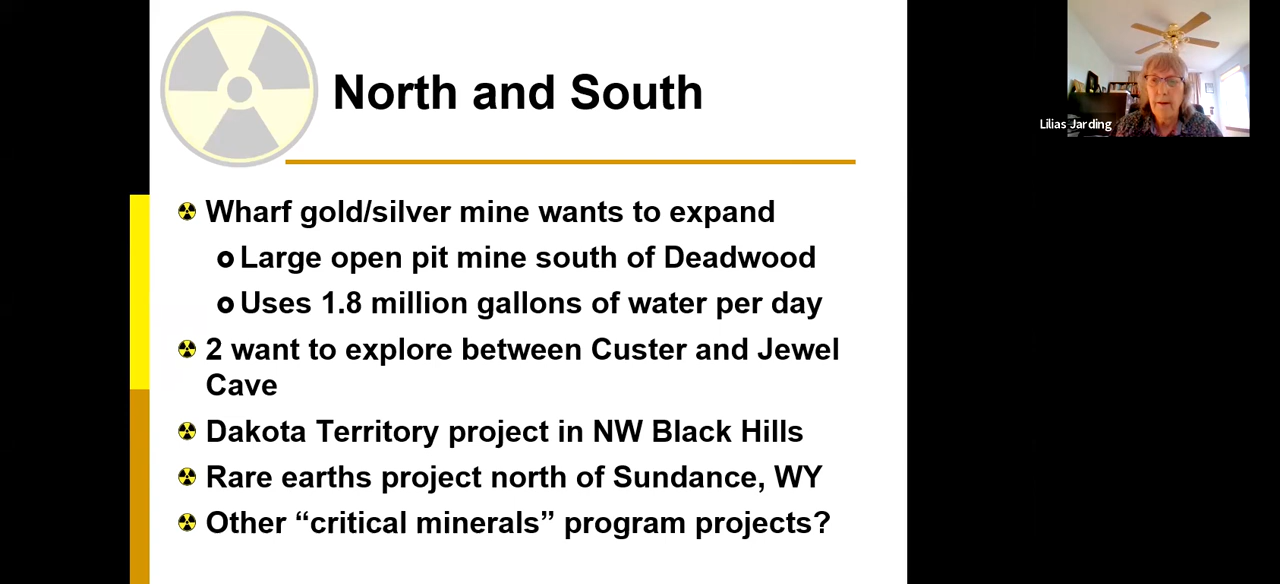 North and South
Lilias Jarding
Wharf gold/silver mine wants to expand
Large open pit mine south of Deadwood
Uses 1.8 million gallons of water per day
2 want to explore between Custer and Jewel
Cave
Dakota Territory project in NW Black Hills
Rare earths project north of Sundance, WY
Other “critical minerals” program projects?